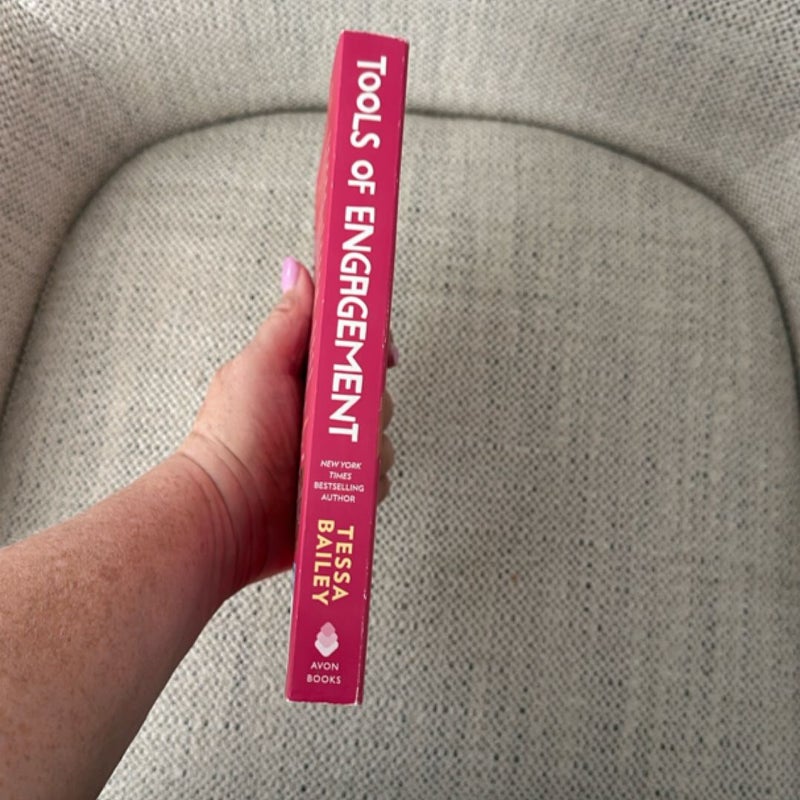 TOOLS OF ENGAGEMENT
NEW YORK
TIMES
BESTSELLING
AUTHOR
TESSA
BAILEY
AVON
BOOKS